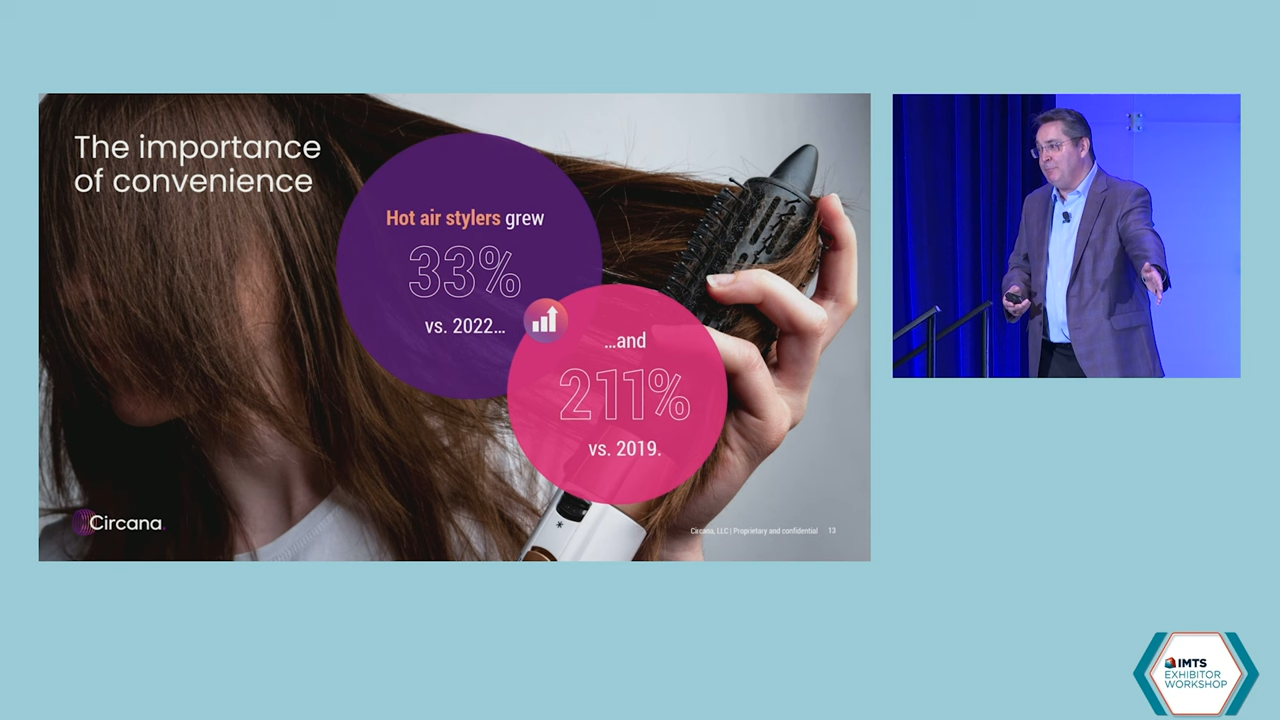 The importance
of convenience
Hot air stylers grew
33%
vs. 2022...
...and
211%
vs. 2019.
Circana
Circana, LLC | Proprietary and confidential 13
IMTS
EXHIBITOR
WORKSHOP